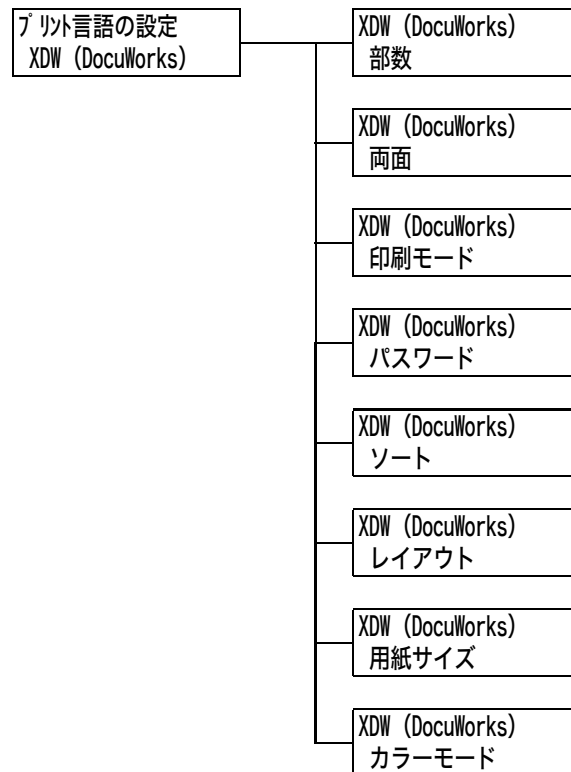 プリント言語の設定
XDW (DocuWorks)
XDW (DocuWorks)
部数
XDW (DocuWorks)
両面
XDW (DocuWorks)
印刷モード
XDW (DocuWorks)
パスワード
XDW (DocuWorks)
ソート
XDW (DocuWorks)
レイアウト
XDW (DocuWorks)
用紙サイズ
XDW (DocuWorks)
カラーモード